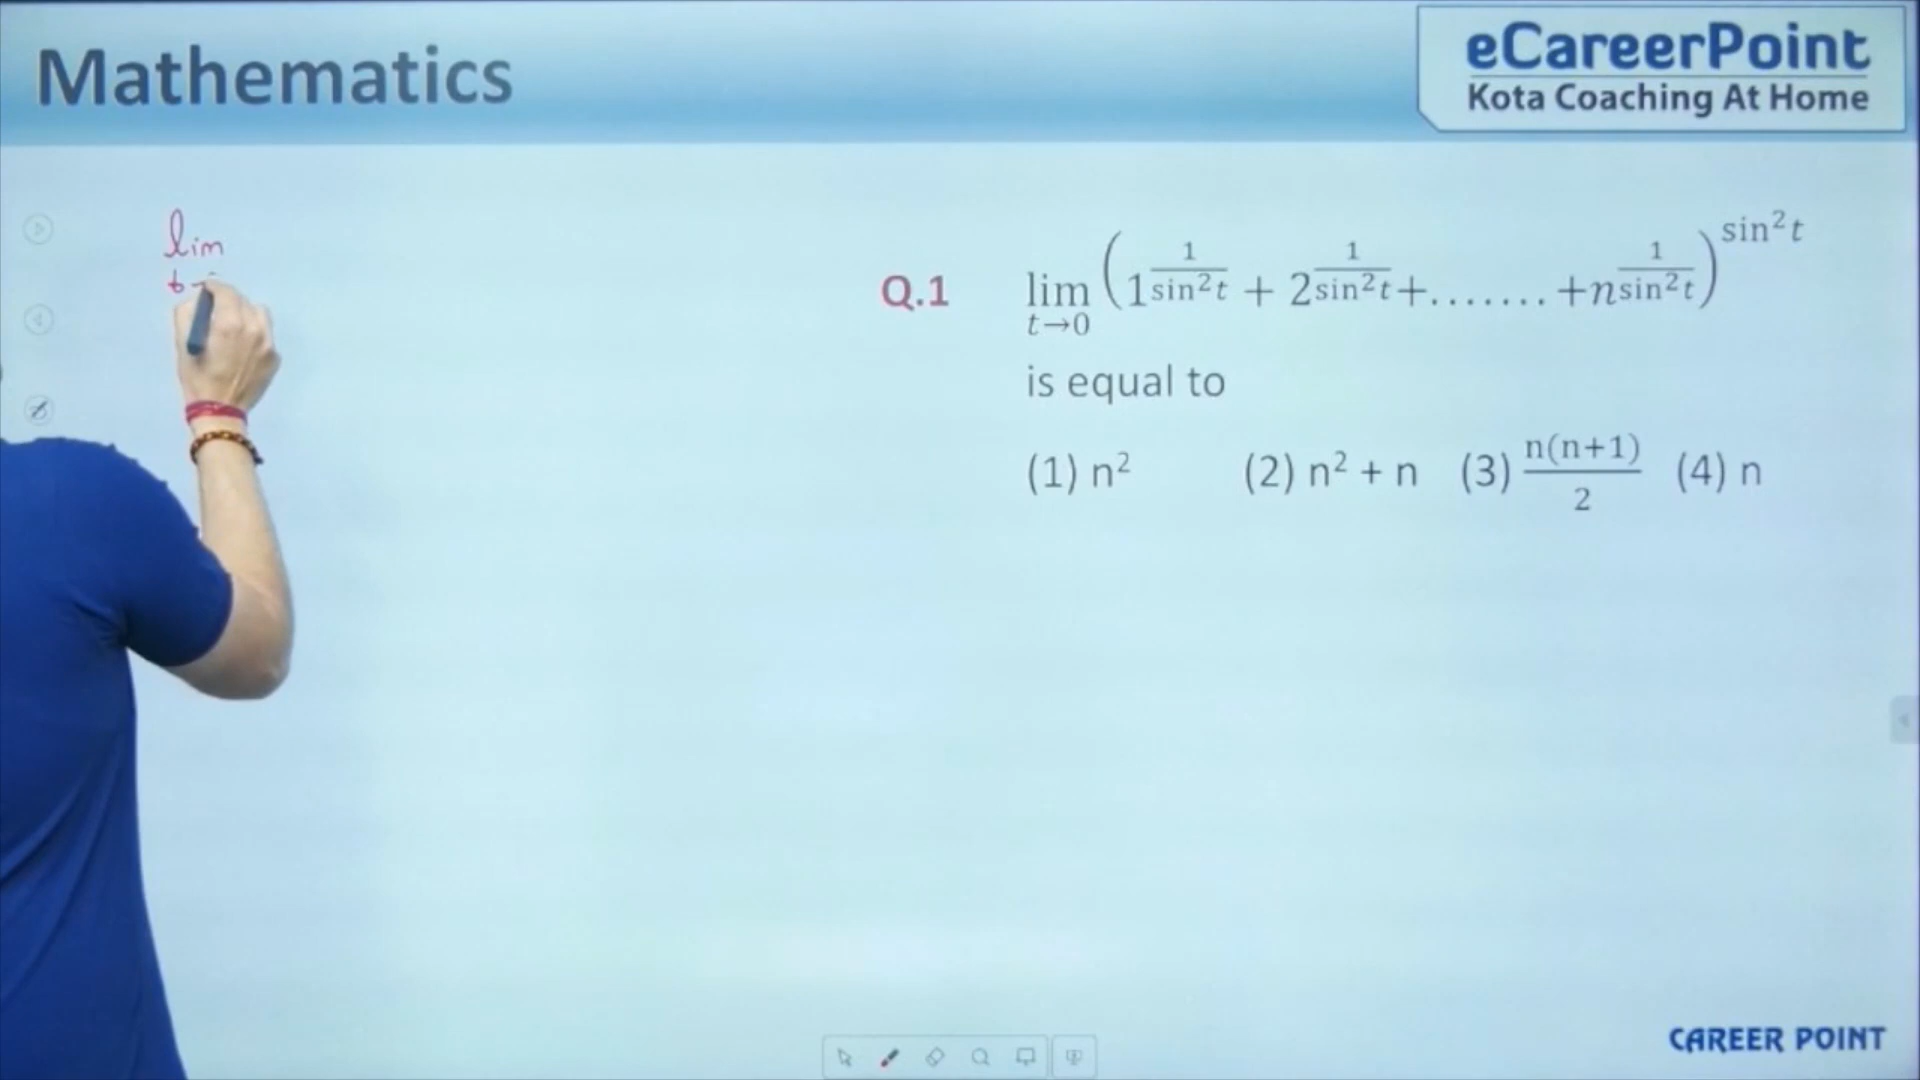 Mathematics
eCareerPoint
Kota Coaching At Home
lim
t→
Q.1 lim t→0 (1^{1/sin²t} + 2^{1/sin²t}+.......+n^{1/sin²t})^{sin²t}
is equal to
(1) n² (2) n² + n (3) n(n+1)/2 (4) n
CAREER POINT